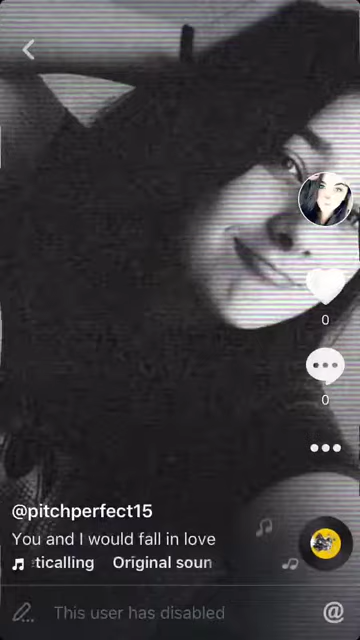 0
0
@pitchperfect15
You and I would fall in love
ticalling Original soun
This user has disabled
@